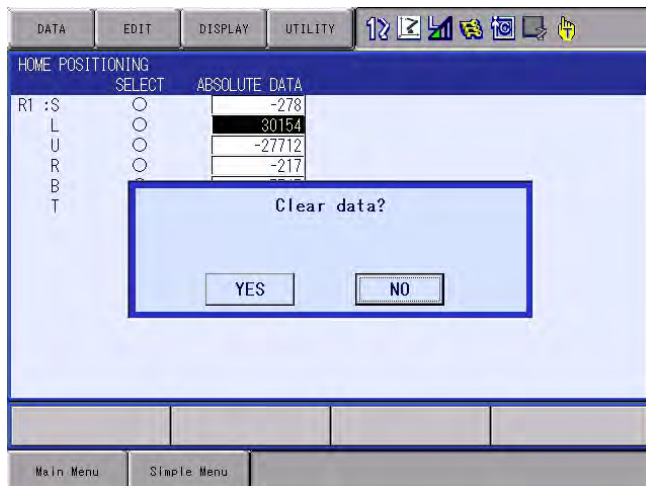 DATA EDIT DISPLAY UTILITY
HOME POSITIONING
SELECT ABSOLUTE DATA
R1 :S -278
L 30154
U -27712
R -217
B
T
Clear data?
YES NO
Main Menu Simple Menu